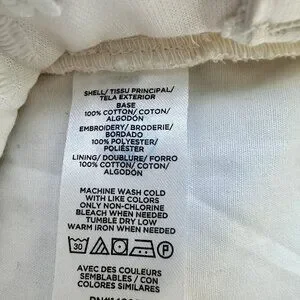 SHELL/ TISSU PRINCIPAL/
TELA EXTERIOR
BASE
100% COTTON/ COTON/
ALGODÓN
EMBROIDERY/ BRODERIE/
BORDADO
100% POLYESTER/
POLIÉSTER
LINING/ DOUBLURE/ FORRO
100% COTTON/ COTON/
ALGODÓN
MACHINE WASH COLD
WITH LIKE COLORS
ONLY NON-CHLORINE
BLEACH WHEN NEEDED
TUMBLE DRY LOW
IRON WHEN NEEDED
30 P
AVEC DES COULEURS
SEMBLABLES / CON
COLORES SIMILARES